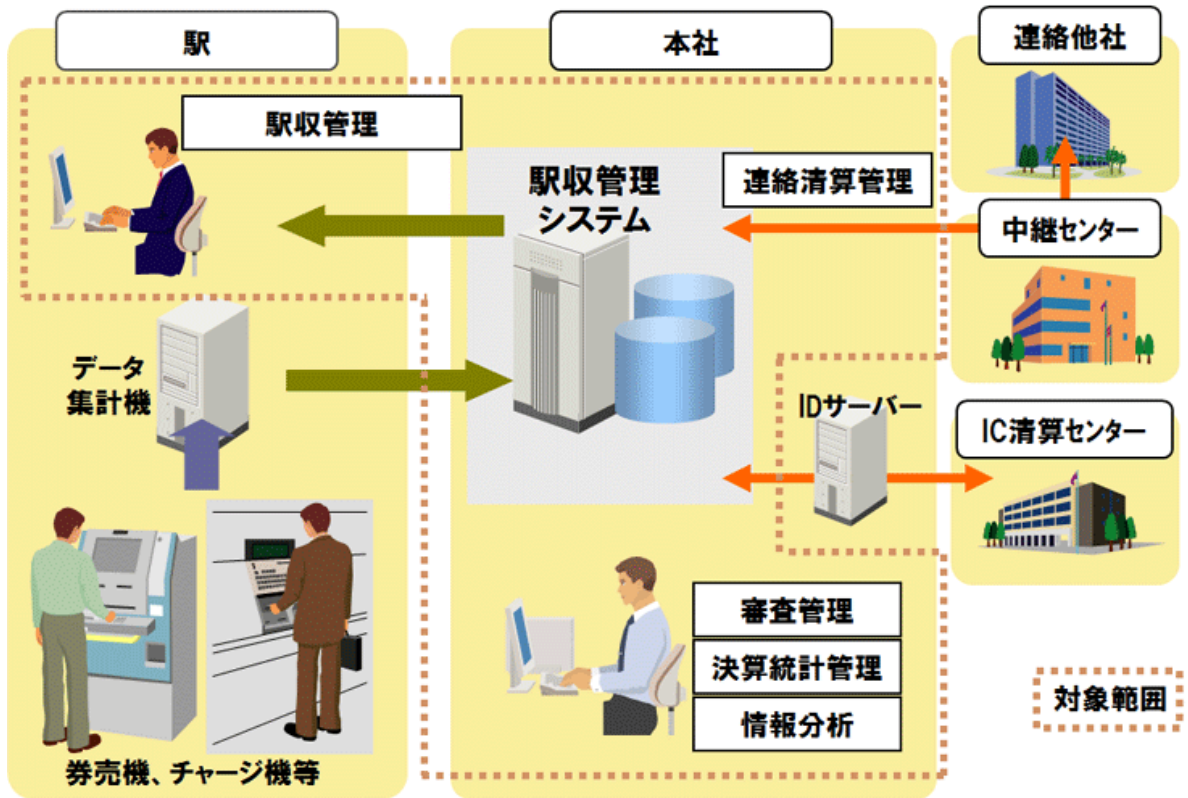 駅
本社
連絡他社
駅収管理
駅収管理
システム
連絡清算管理
中継センター
データ
集計機
IDサーバー
IC清算センター
審査管理
決算統計管理
情報分析
対象範囲
券売機、チャージ機等